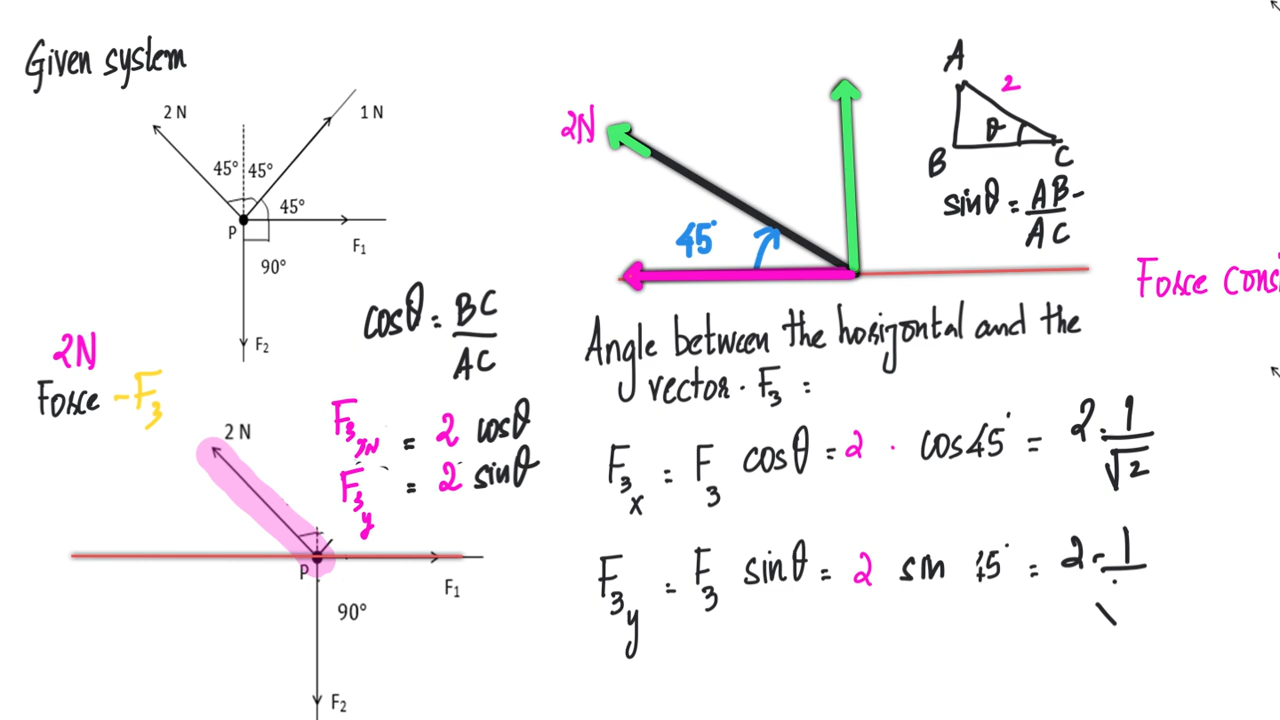 Given system
2 N
1 N
45° 45°
45°
P
F₁
90°
F₂
cosθ = BC/AC
2N
Force - F₃
2 N
F₃ₓ = 2 cosθ
F₃y = 2 sinθ
P
F₁
90°
F₂
2N
45°
A
2
θ
B
C
sinθ = AB/AC
Force
Angle between the horizontal and the
vector. F₃ :
F₃ₓ = F₃ cosθ = 2 . cos45° = 2.1/√2
F₃y = F₃ sinθ = 2 sin 45° = 2.1/